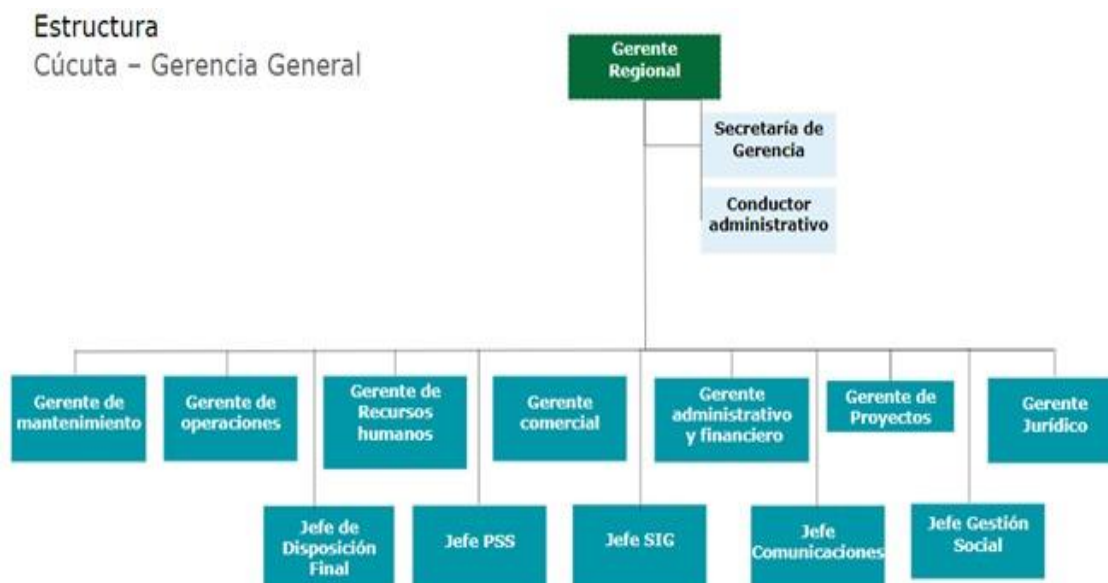 Estructura
Cúcuta – Gerencia General
Gerente
Regional
Secretaría de
Gerencia
Conductor
administrativo
Gerente de
mantenimiento
Gerente de
operaciones
Gerente de
Recursos
humanos
Gerente
comercial
Gerente
administrativo
y financiero
Gerente de
Proyectos
Gerente
Jurídico
Jefe de
Disposición
Final
Jefe PSS
Jefe SIG
Jefe
Comunicaciones
Jefe Gestión
Social